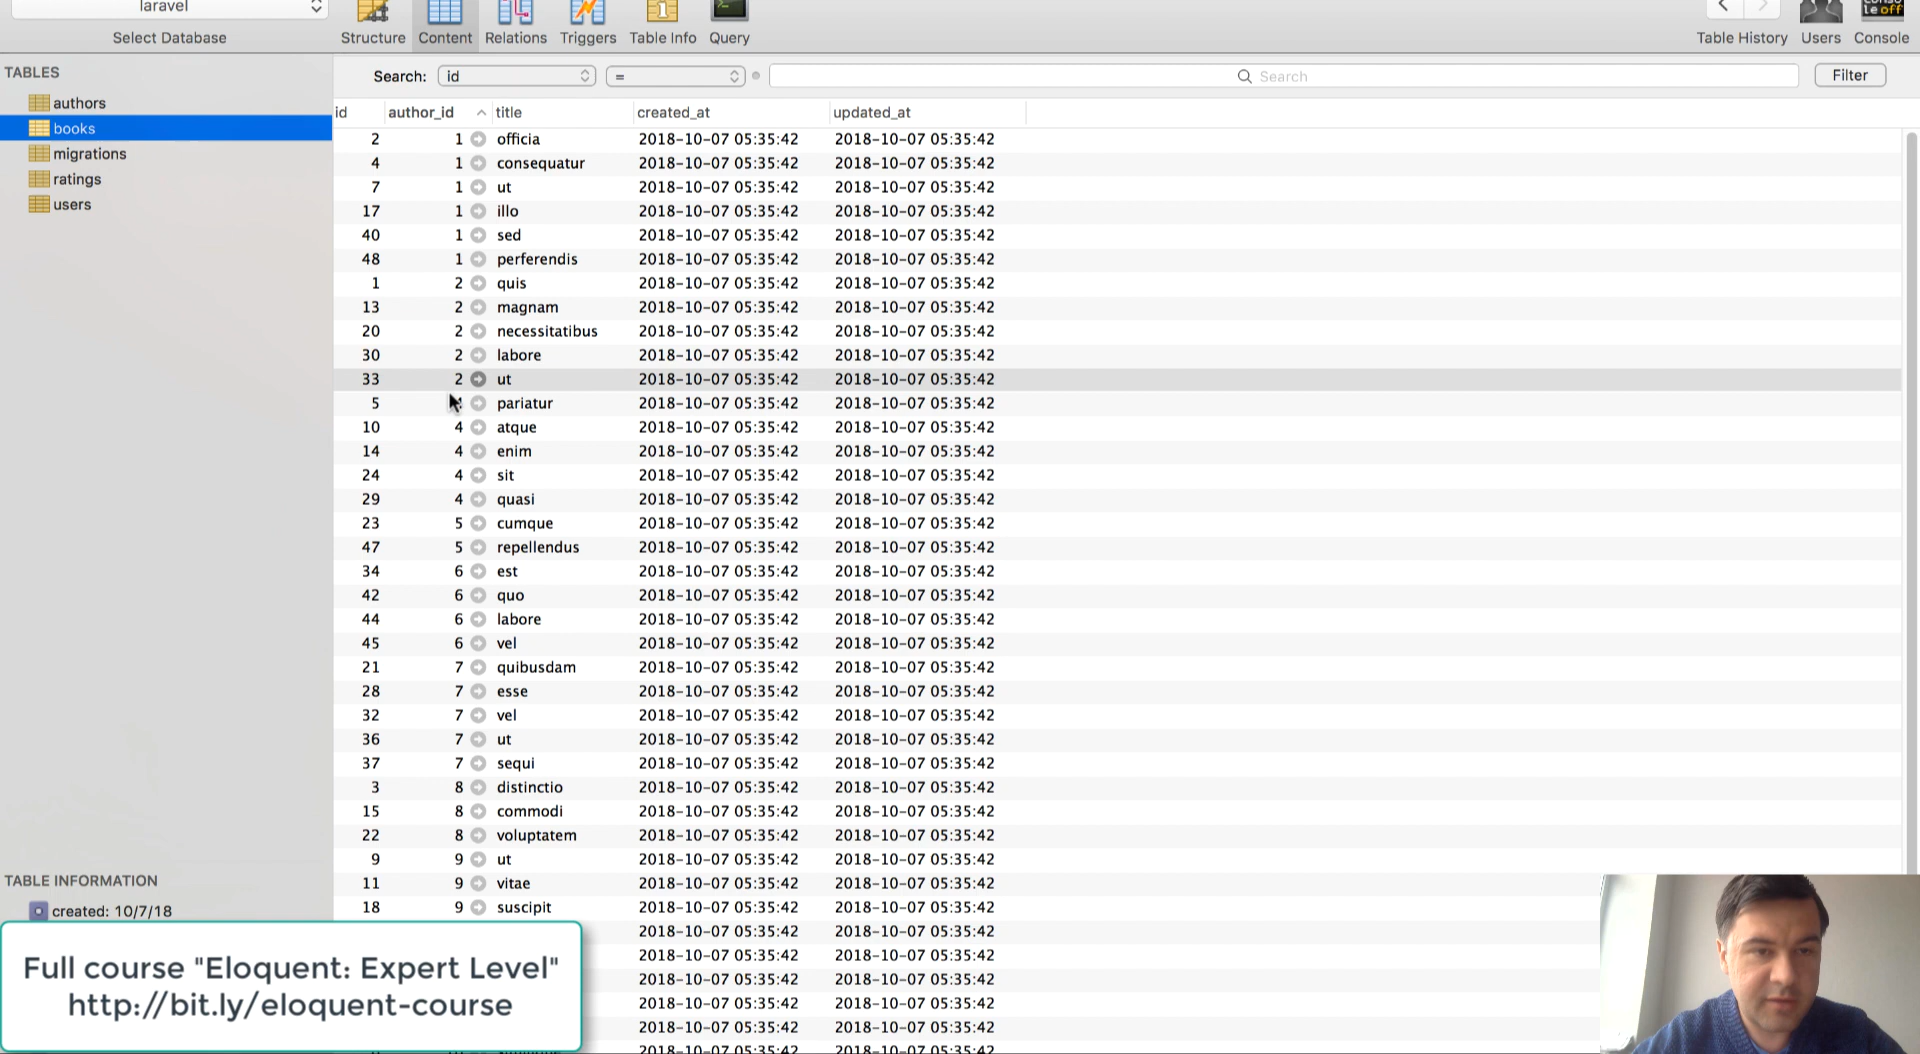 laravel
Select Database
Structure Content Relations Triggers Table Info Query
Table History Users Console
le off
TABLES
authors
books
migrations
ratings
users
Search: id = Search Filter
id author_id title created_at updated_at
2 1 officia 2018-10-07 05:35:42 2018-10-07 05:35:42
4 1 consequatur 2018-10-07 05:35:42 2018-10-07 05:35:42
7 1 ut 2018-10-07 05:35:42 2018-10-07 05:35:42
17 1 illo 2018-10-07 05:35:42 2018-10-07 05:35:42
40 1 sed 2018-10-07 05:35:42 2018-10-07 05:35:42
48 1 perferendis 2018-10-07 05:35:42 2018-10-07 05:35:42
1 2 quis 2018-10-07 05:35:42 2018-10-07 05:35:42
13 2 magnam 2018-10-07 05:35:42 2018-10-07 05:35:42
20 2 necessitatibus 2018-10-07 05:35:42 2018-10-07 05:35:42
30 2 labore 2018-10-07 05:35:42 2018-10-07 05:35:42
33 2 ut 2018-10-07 05:35:42 2018-10-07 05:35:42
5 pariatur 2018-10-07 05:35:42 2018-10-07 05:35:42
10 4 atque 2018-10-07 05:35:42 2018-10-07 05:35:42
14 4 enim 2018-10-07 05:35:42 2018-10-07 05:35:42
24 4 sit 2018-10-07 05:35:42 2018-10-07 05:35:42
29 4 quasi 2018-10-07 05:35:42 2018-10-07 05:35:42
23 5 cumque 2018-10-07 05:35:42 2018-10-07 05:35:42
47 5 repellendus 2018-10-07 05:35:42 2018-10-07 05:35:42
34 6 est 2018-10-07 05:35:42 2018-10-07 05:35:42
42 6 quo 2018-10-07 05:35:42 2018-10-07 05:35:42
44 6 labore 2018-10-07 05:35:42 2018-10-07 05:35:42
45 6 vel 2018-10-07 05:35:42 2018-10-07 05:35:42
21 7 quibusdam 2018-10-07 05:35:42 2018-10-07 05:35:42
28 7 esse 2018-10-07 05:35:42 2018-10-07 05:35:42
32 7 vel 2018-10-07 05:35:42 2018-10-07 05:35:42
36 7 ut 2018-10-07 05:35:42 2018-10-07 05:35:42
37 7 sequi 2018-10-07 05:35:42 2018-10-07 05:35:42
3 8 distinctio 2018-10-07 05:35:42 2018-10-07 05:35:42
15 8 commodi 2018-10-07 05:35:42 2018-10-07 05:35:42
22 8 voluptatem 2018-10-07 05:35:42 2018-10-07 05:35:42
9 9 ut 2018-10-07 05:35:42 2018-10-07 05:35:42
11 9 vitae 2018-10-07 05:35:42 2018-10-07 05:35:42
18 9 suscipit 2018-10-07 05:35:42 2018-10-07 05:35:42
2018-10-07 05:35:42 2018-10-07 05:35:42
2018-10-07 05:35:42 2018-10-07 05:35:42
2018-10-07 05:35:42 2018-10-07 05:35:42
2018-10-07 05:35:42 2018-10-07 05:35:42
2018-10-07 05:35:42 2018-10-07 05:35:42
2018-10-07 05:35:42 2018-10-07 05:35:42
TABLE INFORMATION
created: 10/7/18
Full course "Eloquent: Expert Level"
http://bit.ly/eloquent-course